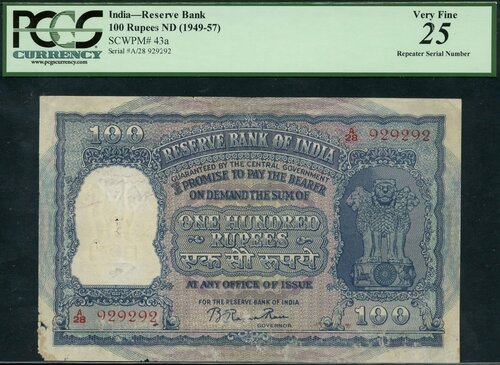 PCGS
CURRENCY
www.pcgscurrency.com
India—Reserve Bank
100 Rupees ND (1949-57)
SCWPM# 43a
Serial #A/28 929292
Very Fine
25
Repeater Serial Number
100
RESERVE BANK OF INDIA
A/28 929292
GUARANTEED BY THE CENTRAL GOVERNMENT
I PROMISE TO PAY THE BEARER
ON DEMAND THE SUM OF
ONE HUNDRED
RUPEES
एक सौ रुपये
AT ANY OFFICE OF ISSUE
FOR THE RESERVE BANK OF INDIA
A/28 929292
B. Rama Rau
GOVERNOR
100